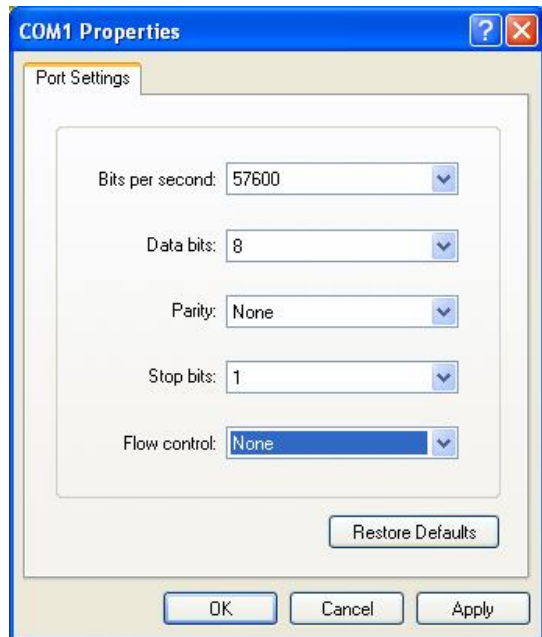 COM1 Properties
Port Settings
Bits per second: 57600
Data bits: 8
Parity: None
Stop bits: 1
Flow control: None
Restore Defaults
OK Cancel Apply